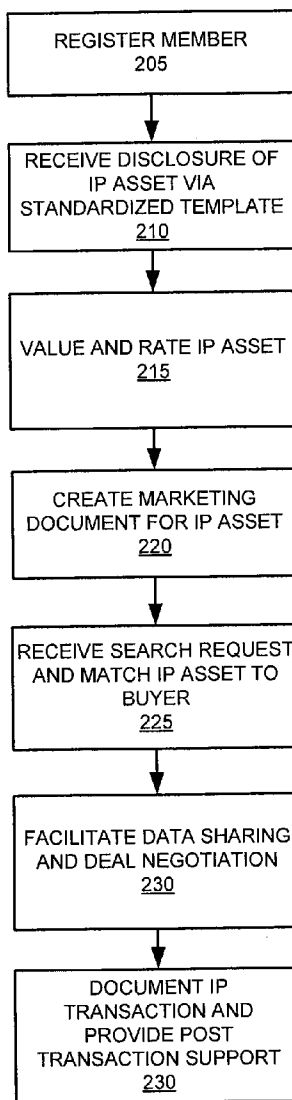 REGISTER MEMBER
205
RECEIVE DISCLOSURE OF
IP ASSET VIA
STANDARDIZED TEMPLATE
210
VALUE AND RATE IP ASSET
215
CREATE MARKETING
DOCUMENT FOR IP ASSET
220
RECEIVE SEARCH REQUEST
AND MATCH IP ASSET TO
BUYER
225
FACILITATE DATA SHARING
AND DEAL NEGOTIATION
230
DOCUMENT IP
TRANSACTION AND
PROVIDE POST
TRANSACTION SUPPORT
230